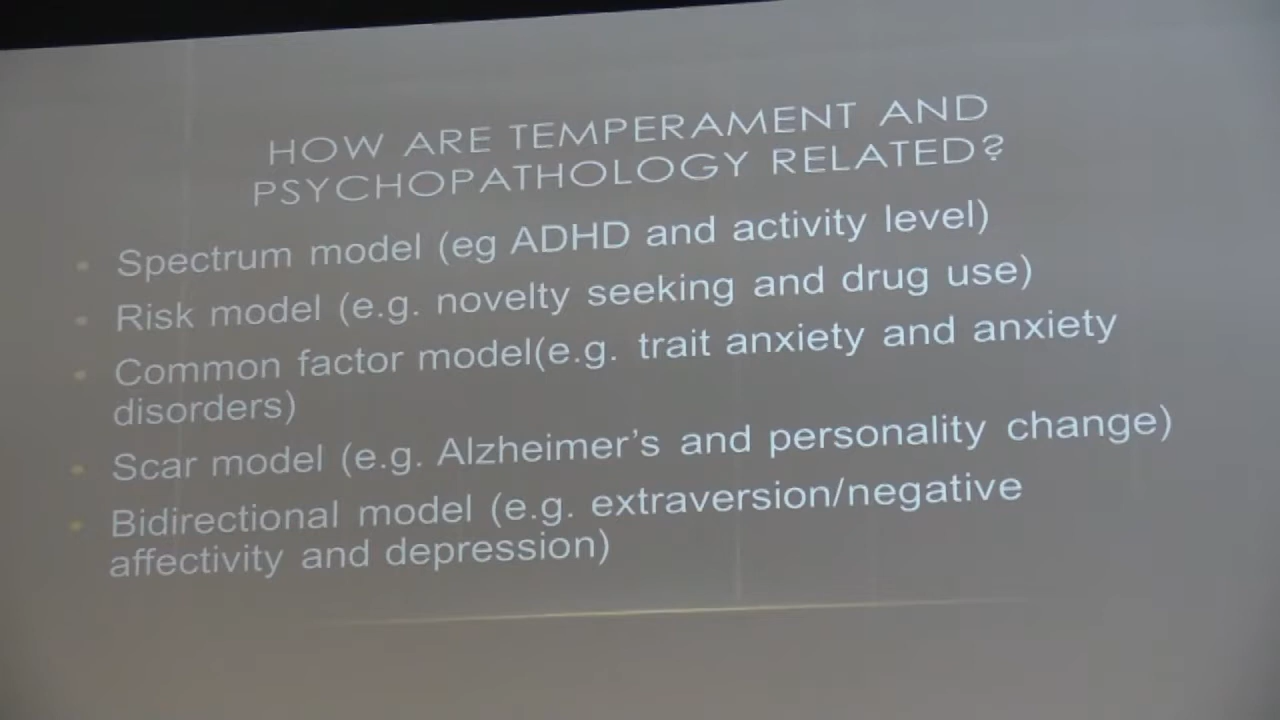 HOW ARE TEMPERAMENT AND
PSYCHOPATHOLOGY RELATED?
• Spectrum model (eg ADHD and activity level)
• Risk model (e.g. novelty seeking and drug use)
• Common factor model(e.g. trait anxiety and anxiety
disorders)
• Scar model (e.g. Alzheimer's and personality change)
• Bidirectional model (e.g. extraversion/negative
affectivity and depression)